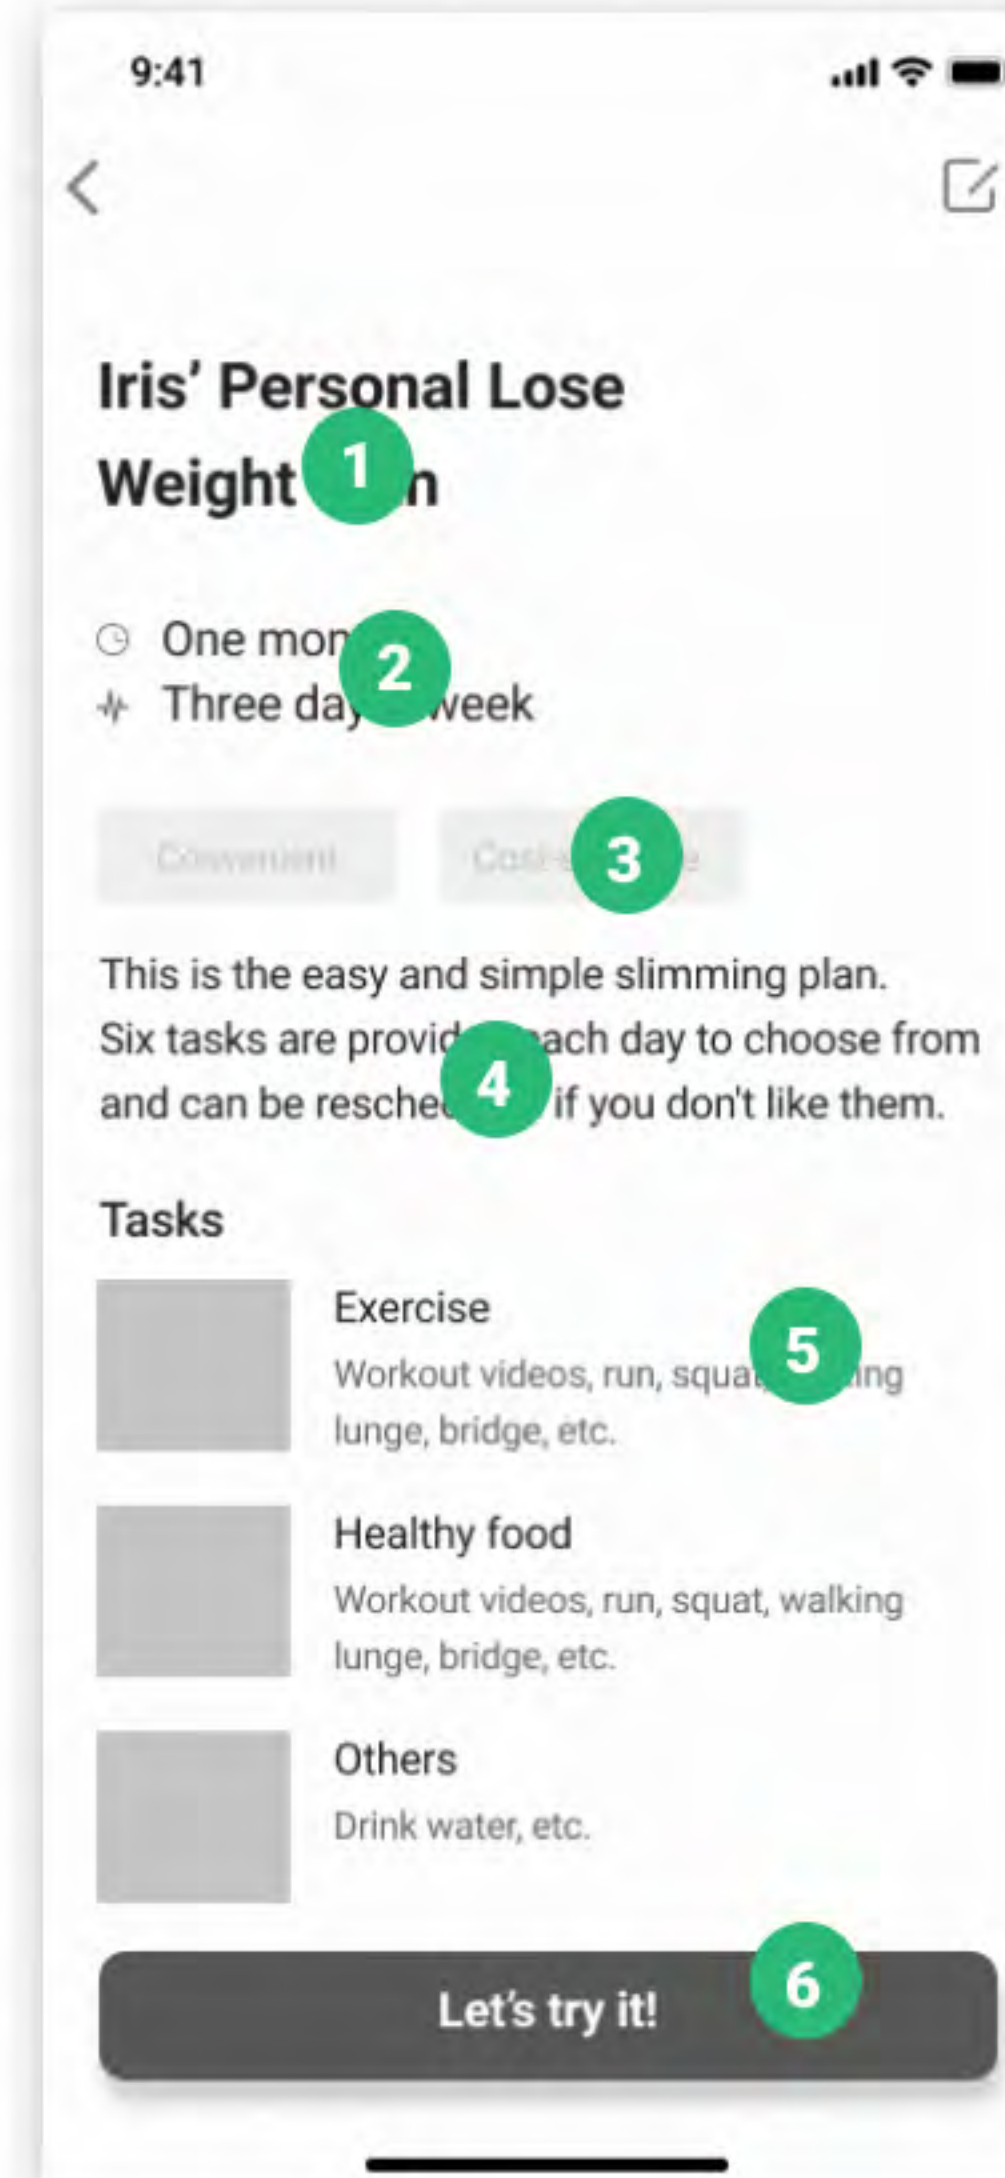 9:41
Iris’ Personal Lose
1
Weight n
One mon
2
Three day week
Convenient
3
This is the easy and simple slimming plan.
Six tasks are provid ach day to choose from
4
and can be resche if you don't like them.
Tasks
Exercise
5
Workout videos, run, squat, ing
lunge, bridge, etc.
Healthy food
Workout videos, run, squat, walking
lunge, bridge, etc.
Others
Drink water, etc.
6
Let’s try it!